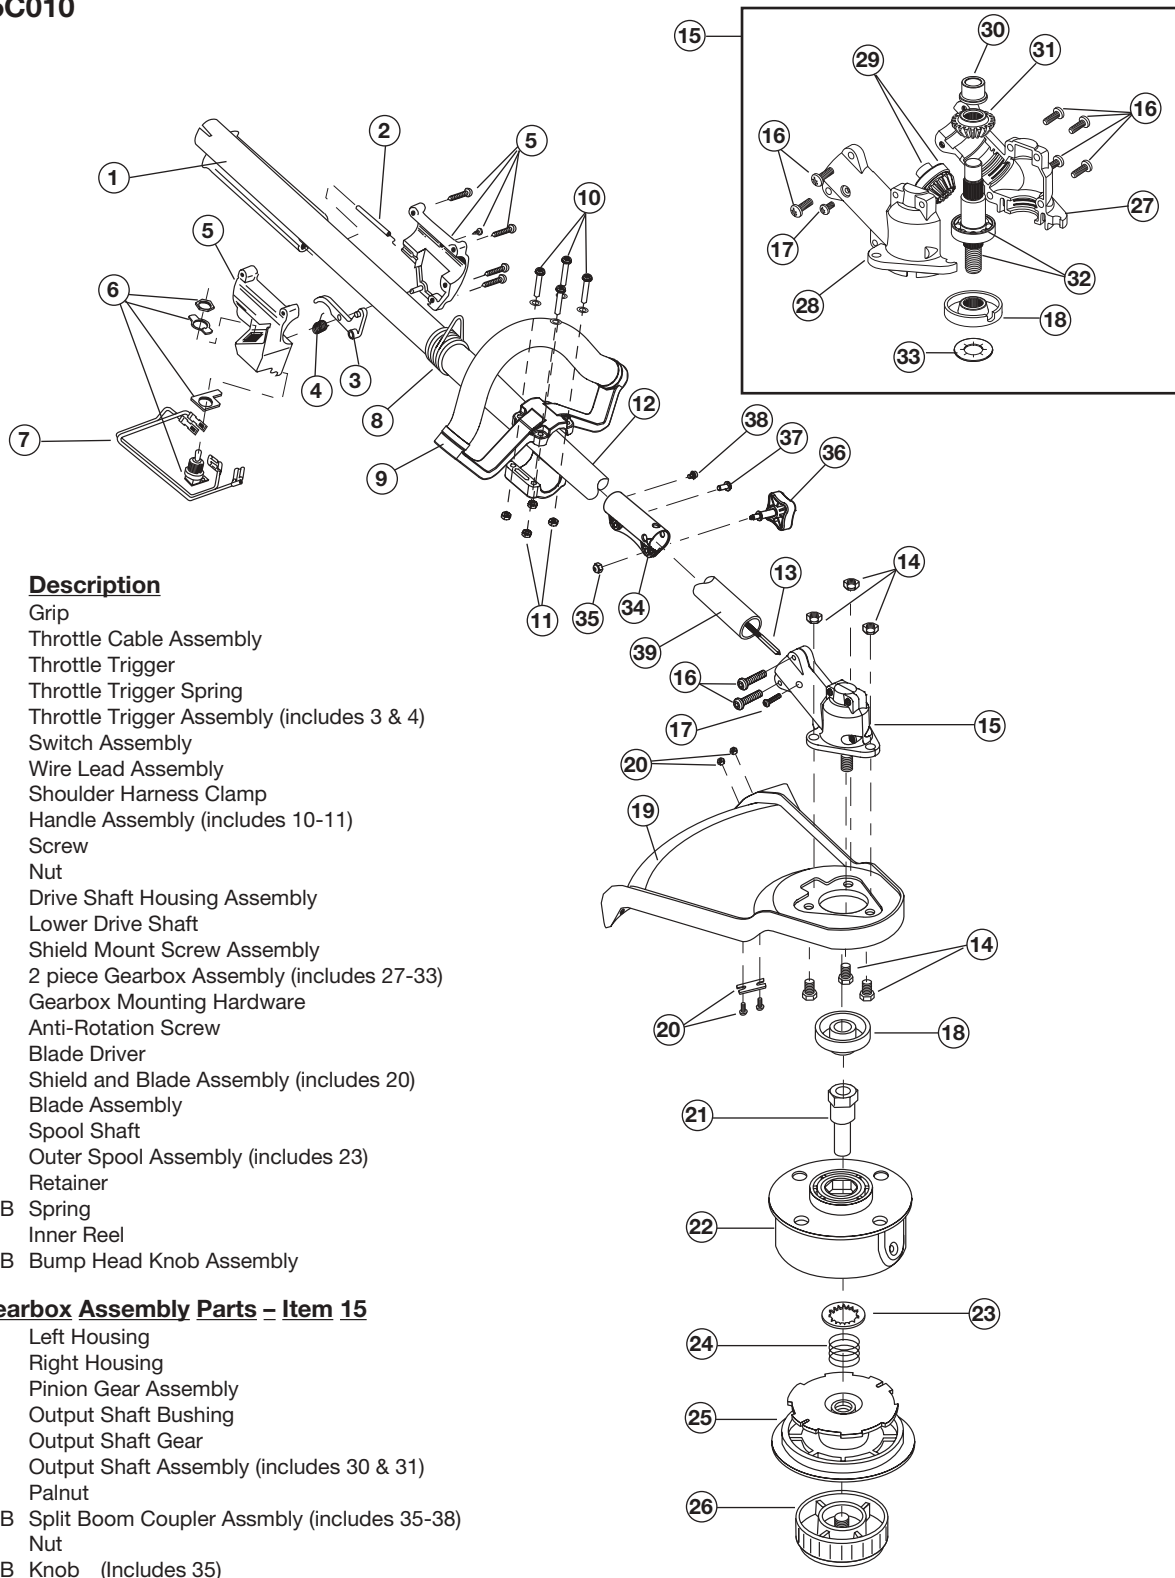 5C010
15
30
29
31
16
16
17
27
28
32
18
33
2
5
1
10
5
6
4
3
8
7
9
12
38
37
36
11
35
34
13
14
39
16
17
15
20
19
14
20
18
21
22
23
24
25
26
Description
Grip
Throttle Cable Assembly
Throttle Trigger
Throttle Trigger Spring
Throttle Trigger Assembly (includes 3 & 4)
Switch Assembly
Wire Lead Assembly
Shoulder Harness Clamp
Handle Assembly (includes 10-11)
Screw
Nut
Drive Shaft Housing Assembly
Lower Drive Shaft
Shield Mount Screw Assembly
2 piece Gearbox Assembly (includes 27-33)
Gearbox Mounting Hardware
Anti-Rotation Screw
Blade Driver
Shield and Blade Assembly (includes 20)
Blade Assembly
Spool Shaft
Outer Spool Assembly (includes 23)
Retainer
B Spring
Inner Reel
B Bump Head Knob Assembly
earbox Assembly Parts – Item 15
Left Housing
Right Housing
Pinion Gear Assembly
Output Shaft Bushing
Output Shaft Gear
Output Shaft Assembly (includes 30 & 31)
Palnut
B Split Boom Coupler Assmbly (includes 35-38)
Nut
B Knob (Includes 35)